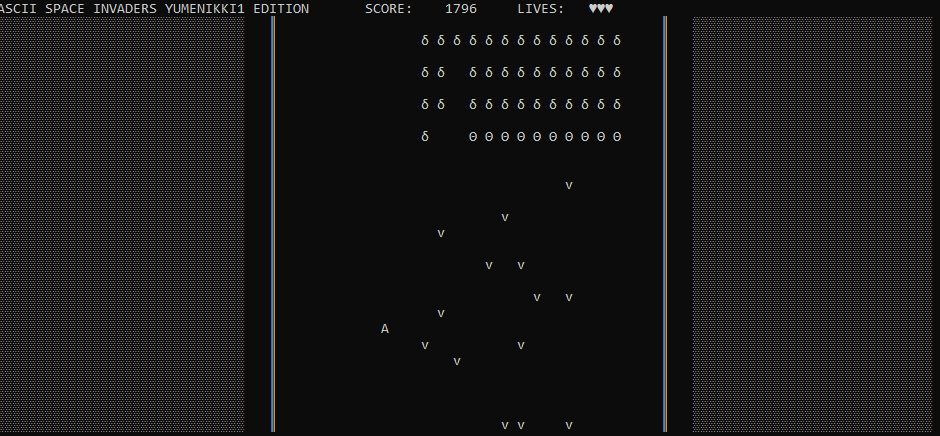 ASCII SPACE INVADERS YUMENIKKI1 EDITION SCORE: 1796 LIVES: ♥♥♥
δ δ δ δ δ δ δ δ δ δ δ δ δ
δ δ δ δ δ δ δ δ δ δ δ δ
δ δ δ δ δ δ δ δ δ δ δ δ
δ Θ Θ Θ Θ Θ Θ Θ Θ Θ Θ
v
v
v
v v
v v
v
A
v v
v
v v v